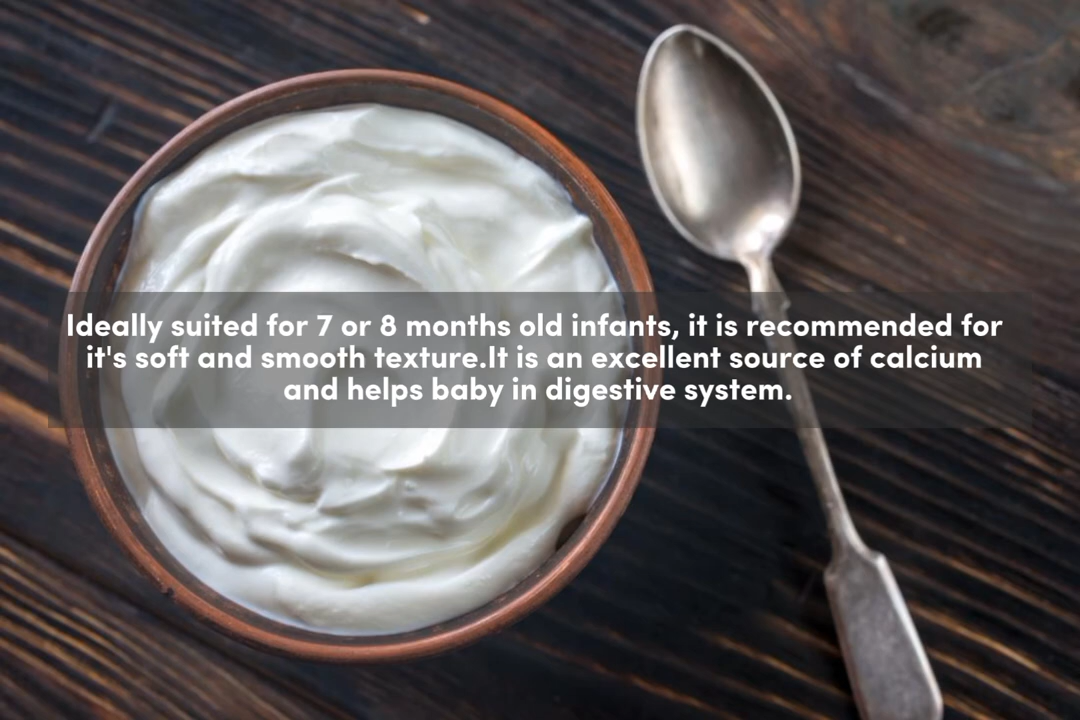 Ideally suited for 7 or 8 months old infants, it is recommended for
it's soft and smooth texture.It is an excellent source of calcium
and helps baby in digestive system.